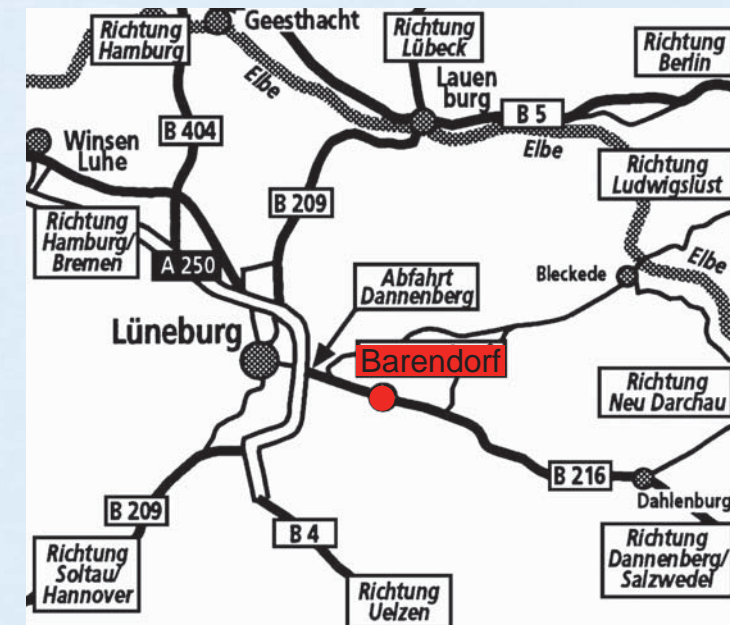 Richtung
Hamburg
Geesthacht
Richtung
Lübeck
Richtung
Berlin
Elbe
Lauen
burg
B 5
Winsen
Luhe
B 404
Elbe
Richtung
Ludwigslust
B 209
Richtung
Hamburg/
Bremen
A 250
Abfahrt
Dannenberg
Bleckede
Elbe
Lüneburg
Barendorf
Richtung
Neu Darchau
B 216
Dahlenburg
B 209
B 4
Richtung
Soltau/
Hannover
Richtung
Uelzen
Richtung
Dannenberg/
Salzwedel